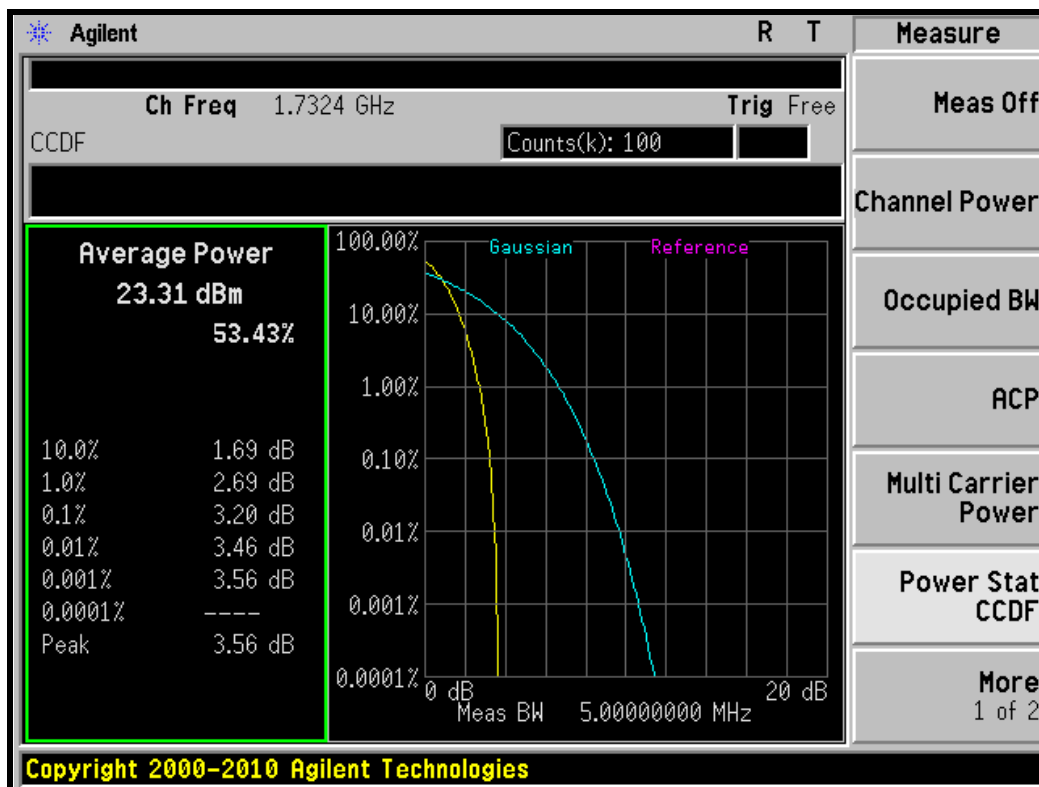 Agilent R T
Ch Freq 1.7324 GHz Trig Free
CCDF Counts(k): 100
Average Power
23.31 dBm
53.43%
10.0% 1.69 dB
1.0% 2.69 dB
0.1% 3.20 dB
0.01% 3.46 dB
0.001% 3.56 dB
0.0001% ----
Peak 3.56 dB
Gaussian Reference
100.00%
10.00%
1.00%
0.10%
0.01%
0.001%
0.0001%
0 dB 20 dB
Meas BW 5.00000000 MHz
Measure
Meas Off
Channel Power
Occupied BW
ACP
Multi Carrier
Power
Power Stat
CCDF
More
1 of 2
Copyright 2000-2010 Agilent Technologies